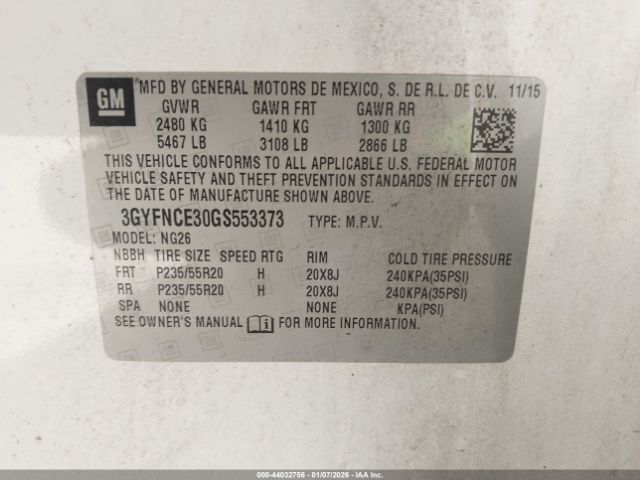 GM
MFD BY GENERAL MOTORS DE MEXICO, S. DE R.L. DE C.V. 11/15
GVWR GAWR FRT GAWR RR
2480 KG 1410 KG 1300 KG
5467 LB 3108 LB 2866 LB
THIS VEHICLE CONFORMS TO ALL APPLICABLE U.S. FEDERAL MOTOR
VEHICLE SAFETY AND THEFT PREVENTION STANDARDS IN EFFECT ON
THE DATE OF MANUFACTURE SHOWN ABOVE.
3GYFNCE30GS553373 TYPE: M.P.V.
MODEL: NG26
NBBH TIRE SIZE SPEED RTG RIM COLD TIRE PRESSURE
FRT P235/55R20 H 20X8J 240KPA(35PSI)
RR P235/55R20 H 20X8J 240KPA(35PSI)
SPA NONE NONE KPA(PSI)
SEE OWNER'S MANUAL i FOR MORE INFORMATION.
000-44032756 - 01/07/2026 - IAA Inc.